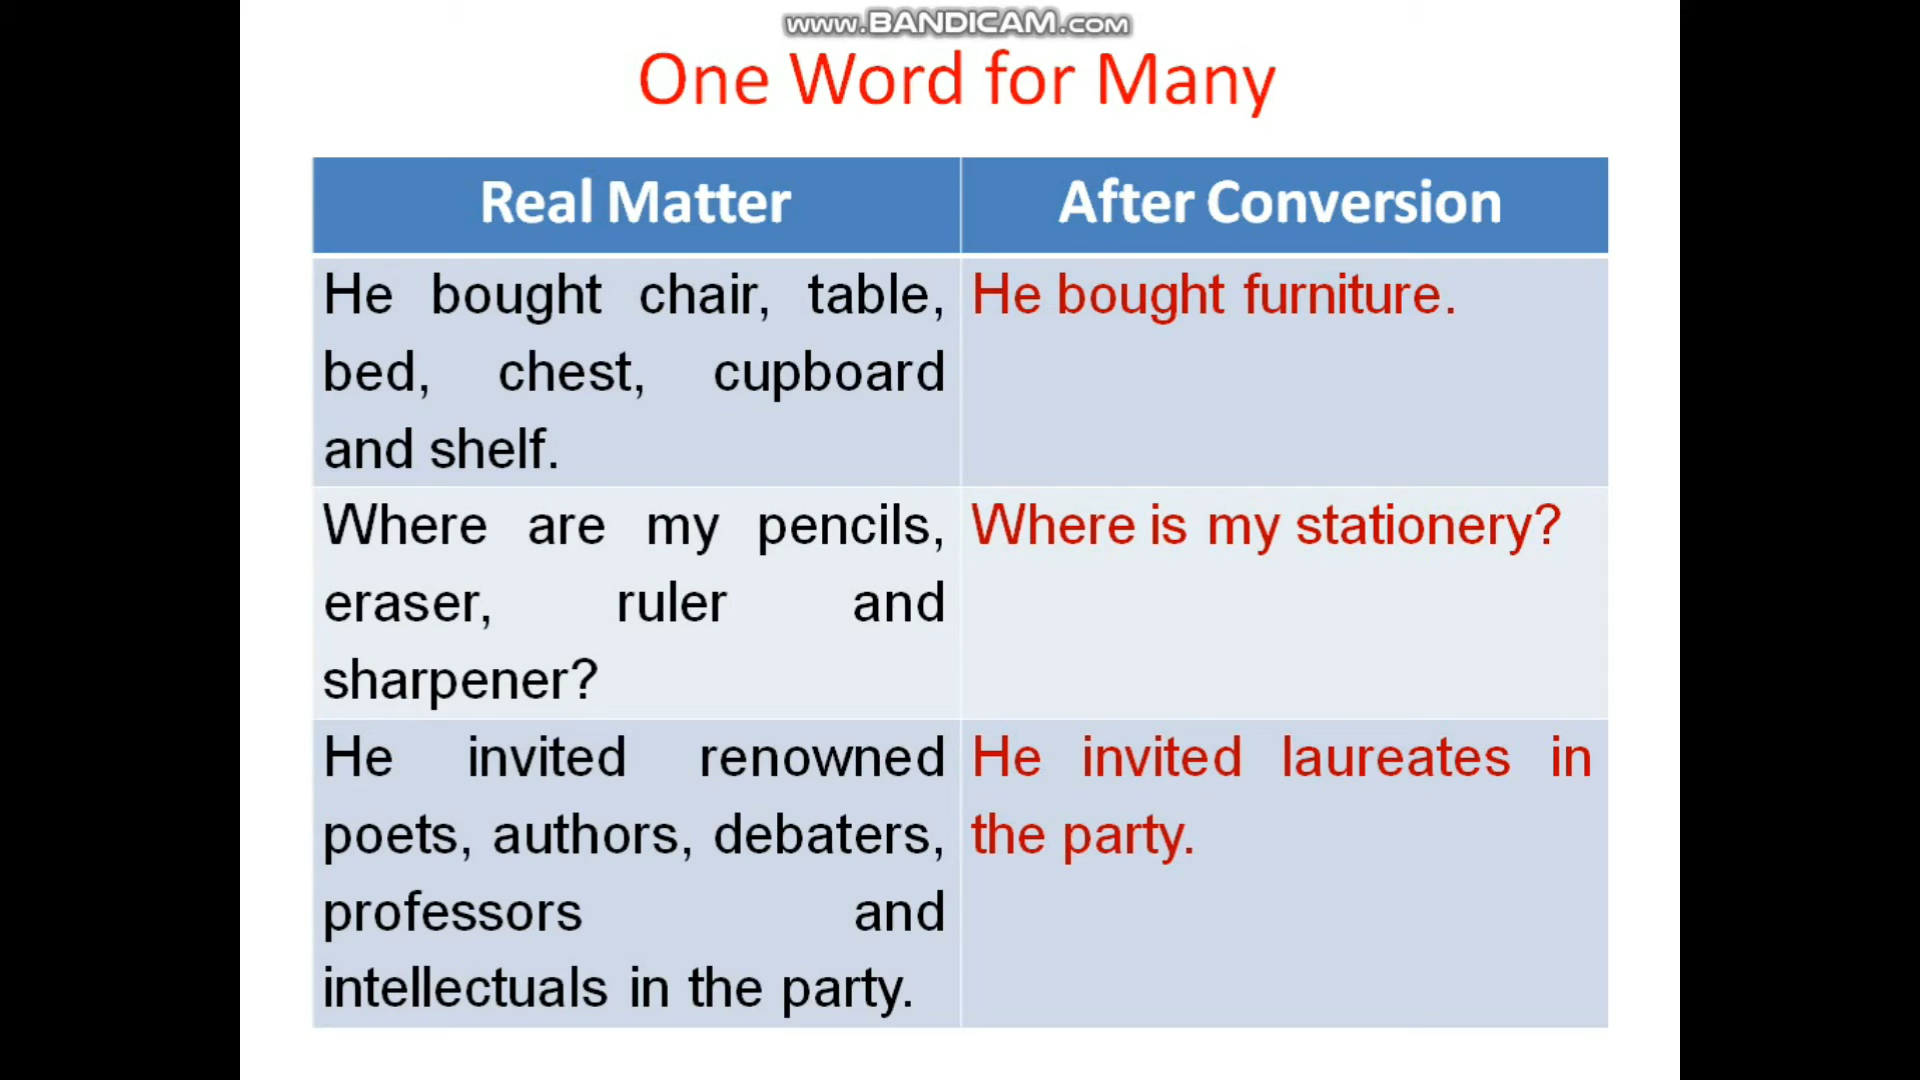 www.BANDICAM.com
One Word for Many
Real Matter
After Conversion
He bought chair, table,
bed, chest, cupboard
and shelf.
He bought furniture.
Where are my pencils,
eraser, ruler and
sharpener?
Where is my stationery?
He invited renowned
poets, authors, debaters,
professors and
intellectuals in the party.
He invited laureates in
the party.